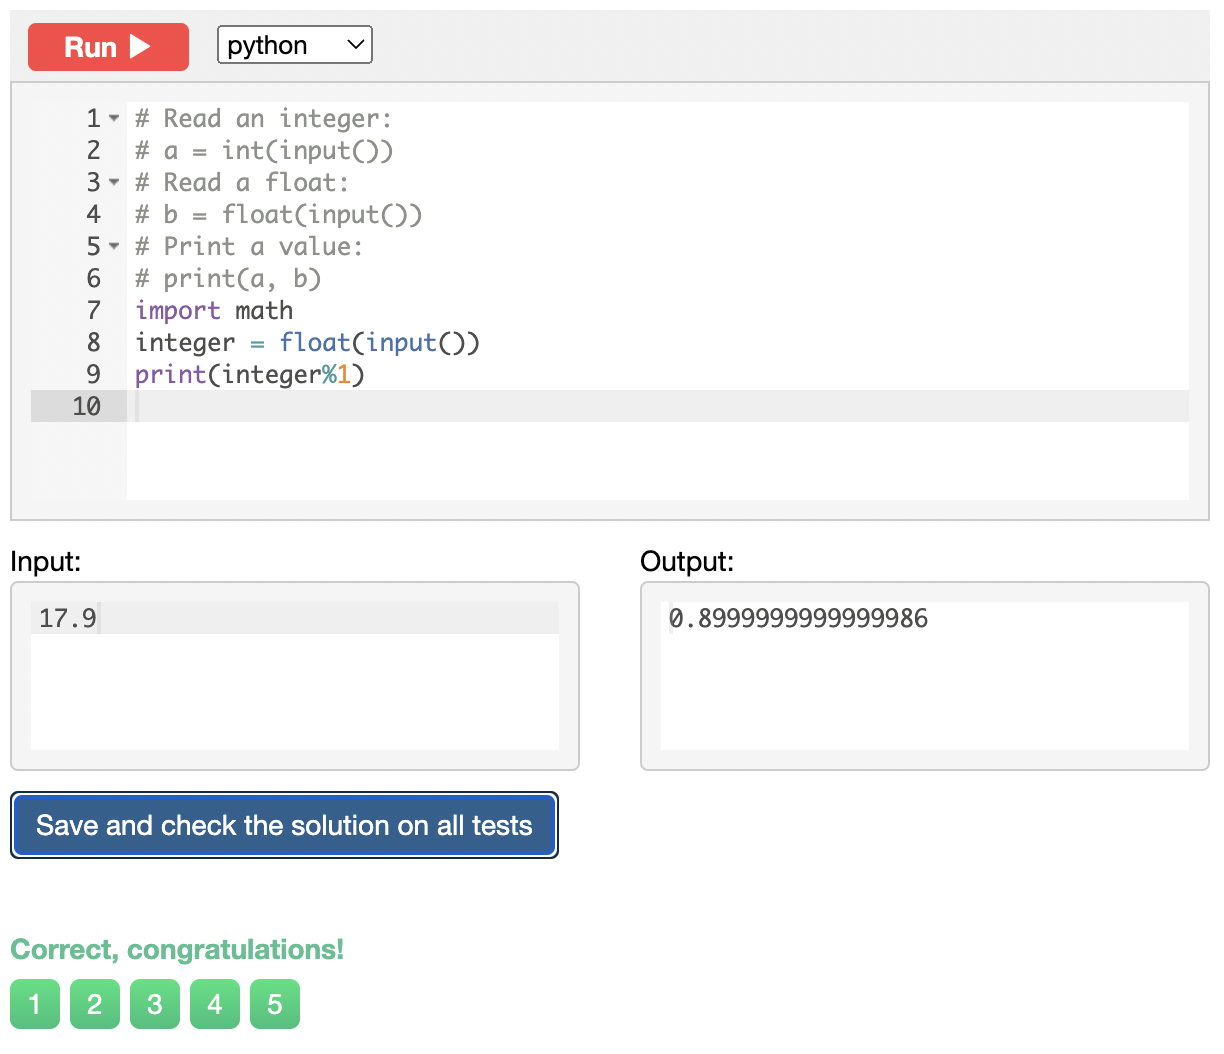 Run python
1 # Read an integer:
2 # a = int(input())
3 # Read a float:
4 # b = float(input())
5 # Print a value:
6 # print(a, b)
7 import math
8 integer = float(input())
9 print(integer%1)
10
Input:
17.9
Output:
0.8999999999999986
Save and check the solution on all tests
Correct, congratulations!
1 2 3 4 5